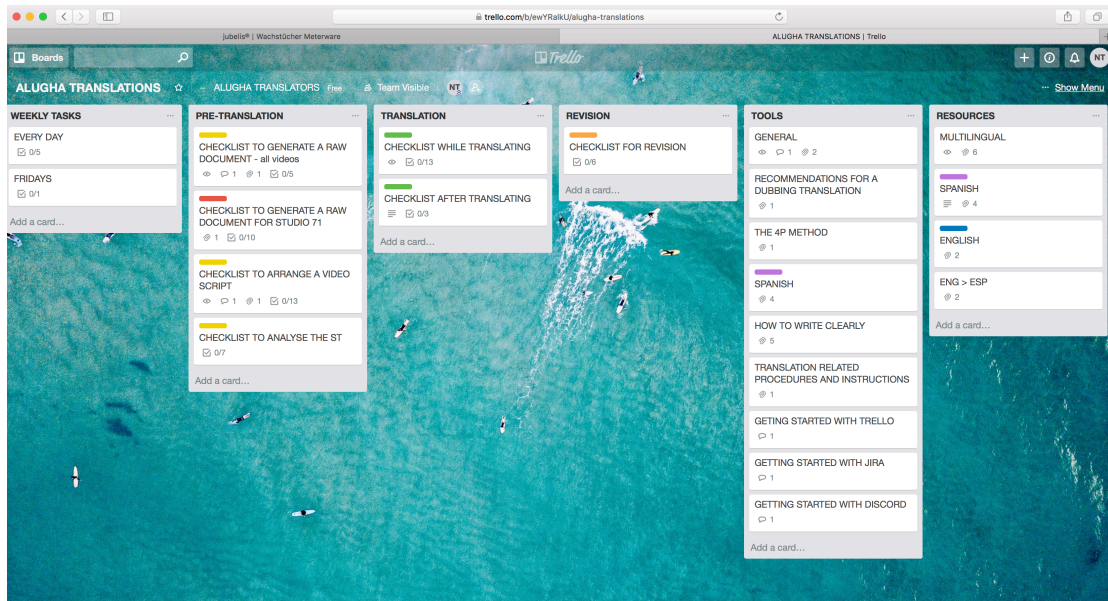 trello.com/b/ewYRalkU/alugha-translations
jubelis® | Wachstücher Meterware
ALUGHA TRANSLATIONS | Trello
Boards
Trello
NT
ALUGHA TRANSLATIONS
ALUGHA TRANSLATORS Free
Team Visible
NT
... Show Menu
WEEKLY TASKS
EVERY DAY
0/5
FRIDAYS
0/1
Add a card...
PRE-TRANSLATION
CHECKLIST TO GENERATE A RAW
DOCUMENT - all videos
1 1 0/5
CHECKLIST TO GENERATE A RAW
DOCUMENT FOR STUDIO 71
1 0/10
CHECKLIST TO ARRANGE A VIDEO
SCRIPT
1 1 0/13
CHECKLIST TO ANALYSE THE ST
0/7
Add a card...
TRANSLATION
CHECKLIST WHILE TRANSLATING
0/13
CHECKLIST AFTER TRANSLATING
0/3
Add a card...
REVISION
CHECKLIST FOR REVISION
0/6
Add a card...
TOOLS
GENERAL
1 2
RECOMMENDATIONS FOR A
DUBBING TRANSLATION
1
THE 4P METHOD
1
SPANISH
4
HOW TO WRITE CLEARLY
5
TRANSLATION RELATED
PROCEDURES AND INSTRUCTIONS
1
GETING STARTED WITH TRELLO
1
GETTING STARTED WITH JIRA
1
GETTING STARTED WITH DISCORD
1
Add a card...
RESOURCES
MULTILINGUAL
6
SPANISH
4
ENGLISH
2
ENG > ESP
2
Add a card...